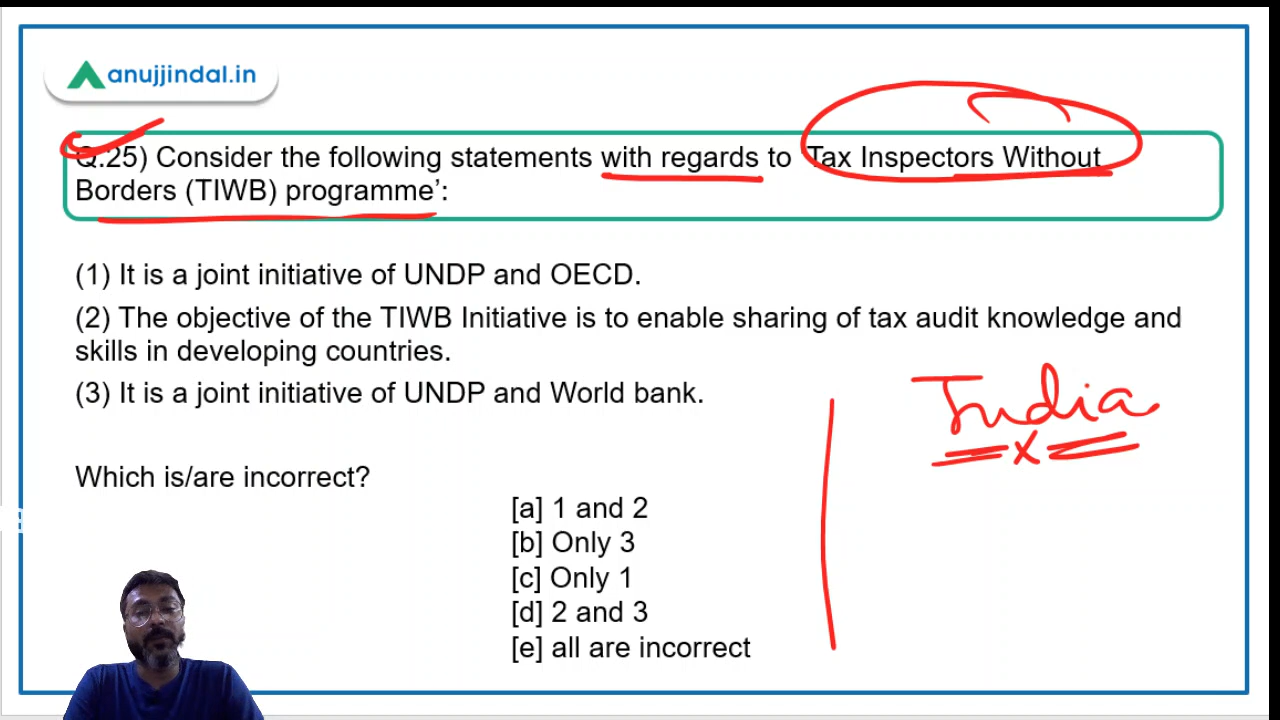 anujjindal.in
Q.25) Consider the following statements with regards to 'Tax Inspectors Without
Borders (TIWB) programme':
(1) It is a joint initiative of UNDP and OECD.
(2) The objective of the TIWB Initiative is to enable sharing of tax audit knowledge and
skills in developing countries.
(3) It is a joint initiative of UNDP and World bank.
India
x
Which is/are incorrect?
[a] 1 and 2
[b] Only 3
[c] Only 1
[d] 2 and 3
[e] all are incorrect